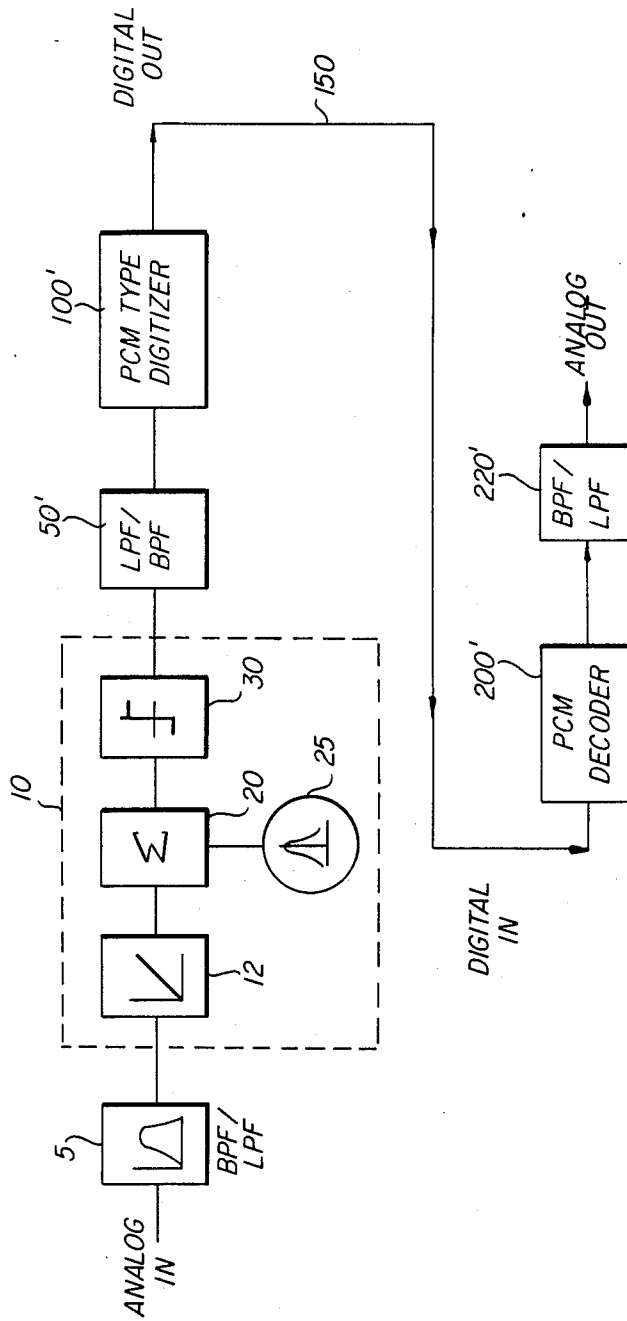 ANALOG
IN
5
BPF/
LPF
10
12
Σ
20
25
30
50'
LPF/
BPF
100'
PCM TYPE
DIGITIZER
DIGITAL
OUT
150
DIGITAL
IN
200'
PCM
DECODER
220'
BPF/
LPF
ANALOG
OUT